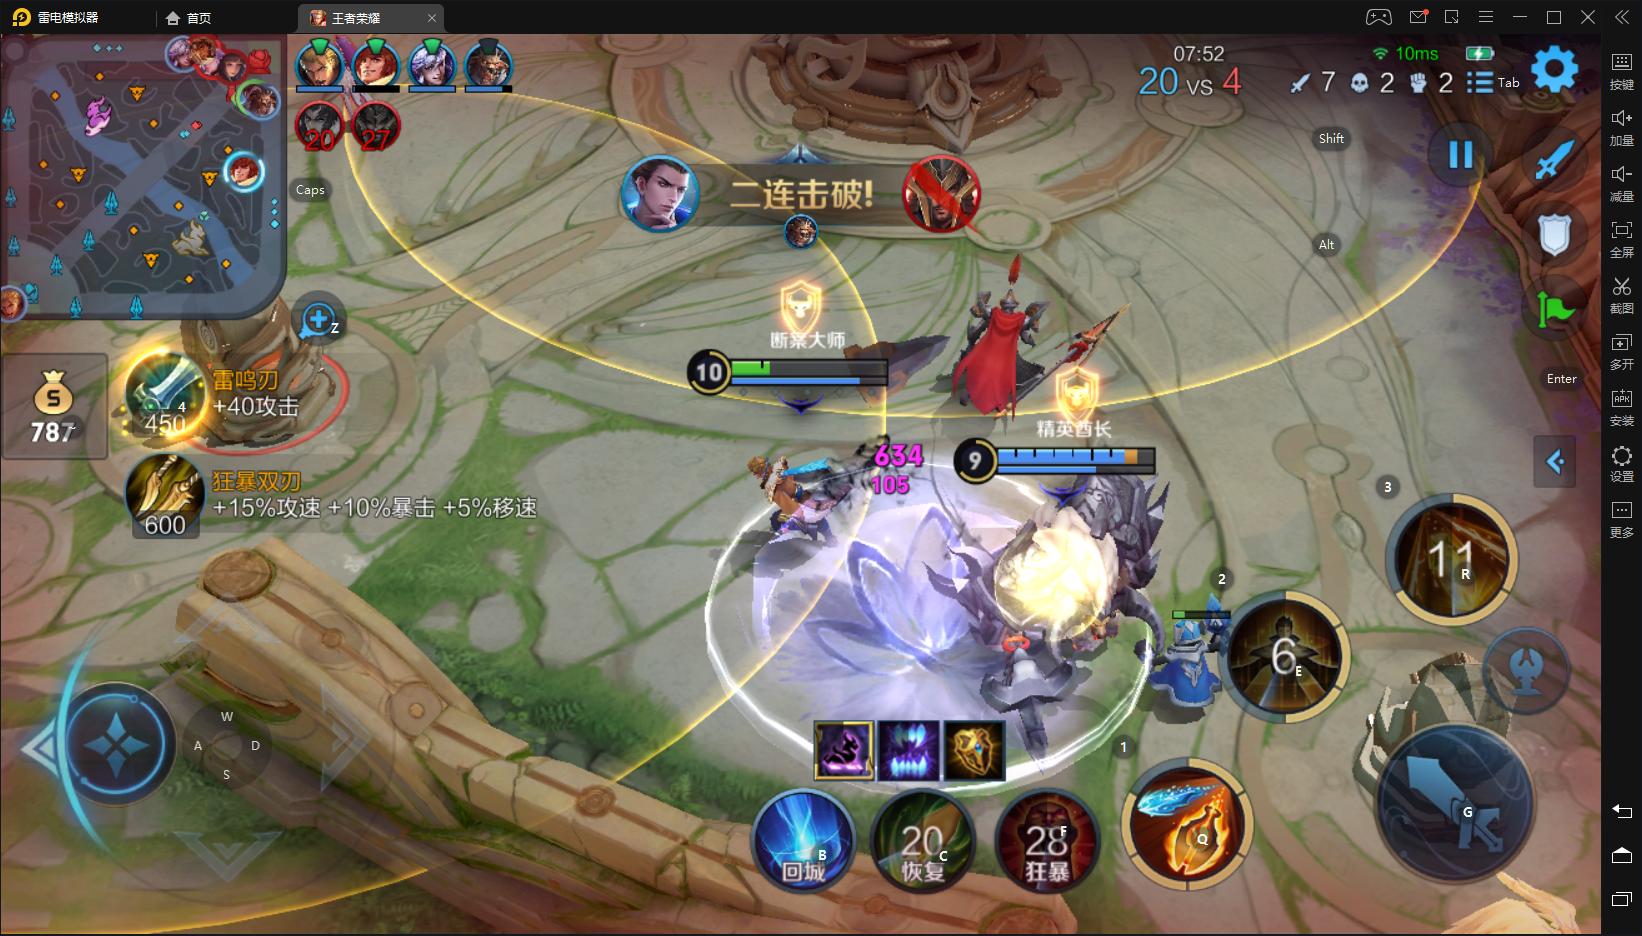 雷电模拟器
首页
王者荣耀
07:52
10ms
20 vs 4
7
2
2
Tab
20
27
Caps
Shift
Alt
Enter
二连击破!
Z
787
雷鸣刃
+40攻击
4
450
狂暴双刃
+15%攻速 +10%暴击 +5%移速
600
断案大师
10
精英酋长
9
634
105
W
A
D
S
3
11
R
2
6
E
1
Q
G
B
回城
20
C
恢复
28
F
狂暴
按键
加量
减量
全屏
截图
多开
APK
安装
设置
更多